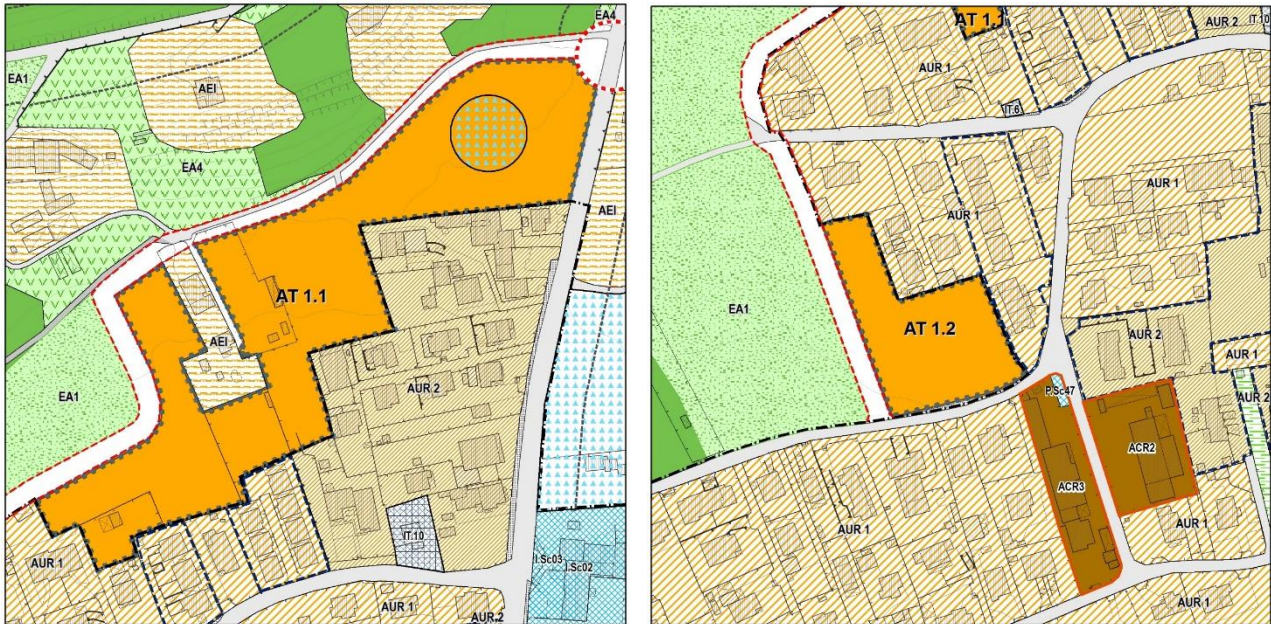 EA4
EA1
AEI
EA4
AEI
AT 1.1
AEI
EA1
AUR 2
IT.10
I.Sc03
I.Sc02
AUR 1
AUR 1
AUR 2
AT 1.
AUR 2
IT.10
AUR 1
IT.6
AUR 1
AUR 1
EA1
AT 1.2
AUR 2
AUR 1
AUR 2
P.Sc47
ACR2
ACR3
AUR 1
AUR 1
AUR 1